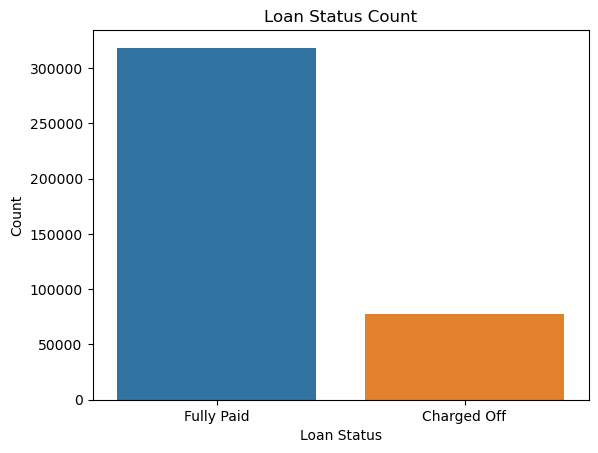 Loan Status Count
Count
300000
250000
200000
150000
100000
50000
0
Fully Paid
Charged Off
Loan Status